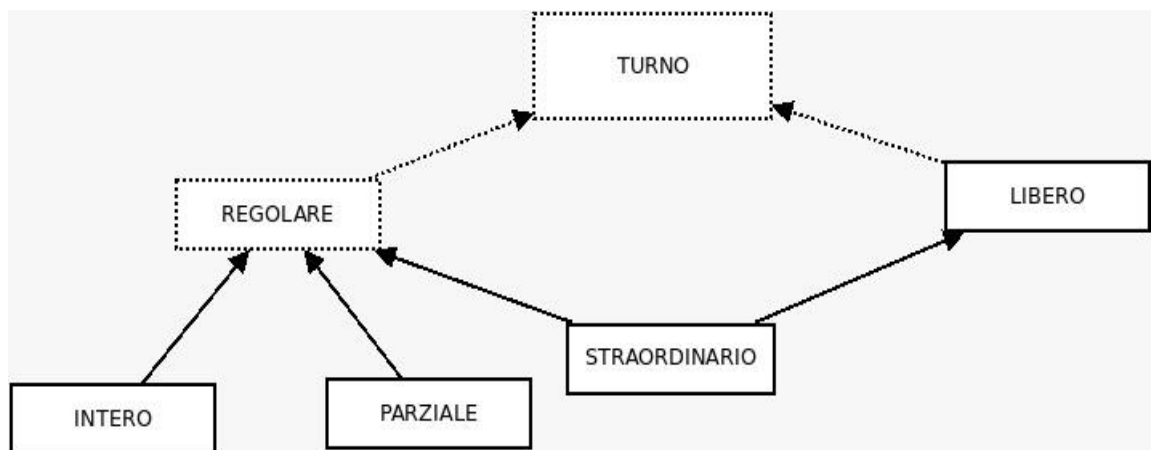 TURNO
REGOLARE
LIBERO
STRAORDINARIO
INTERO
PARZIALE